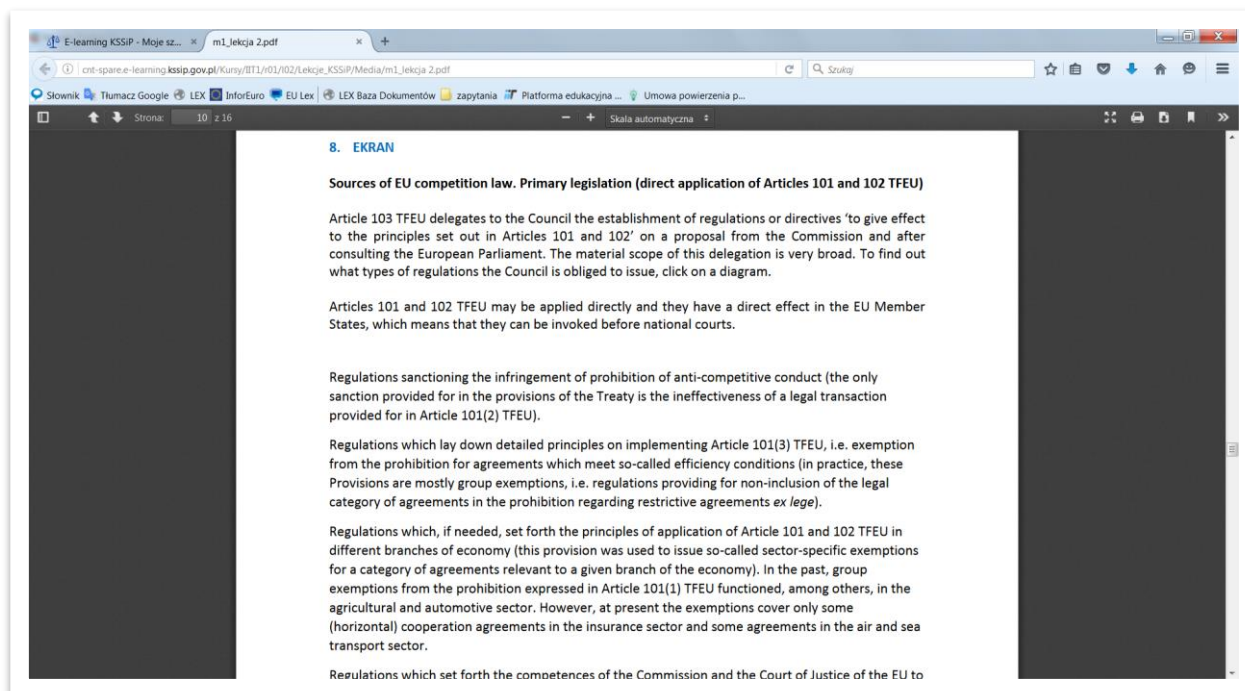 E-learning KSSiP - Moje sz... × m1_lekcja 2.pdf × +
cnt-spare.e-learning.kssip.gov.pl/Kursy/IIT1/r01/l02/Lekcje_KSSiP/Media/m1_lekcja 2.pdf Szukaj
Słownik Tłumacz Google LEX InforEuro EU Lex LEX Baza Dokumentów zapytania Platforma edukacyjna ... Umowa powierzenia p...
Strona: 10 z 16 − + Skala automatyczna
8. EKRAN
Sources of EU competition law. Primary legislation (direct application of Articles 101 and 102 TFEU)
Article 103 TFEU delegates to the Council the establishment of regulations or directives ‘to give effect
to the principles set out in Articles 101 and 102’ on a proposal from the Commission and after
consulting the European Parliament. The material scope of this delegation is very broad. To find out
what types of regulations the Council is obliged to issue, click on a diagram.
Articles 101 and 102 TFEU may be applied directly and they have a direct effect in the EU Member
States, which means that they can be invoked before national courts.
Regulations sanctioning the infringement of prohibition of anti-competitive conduct (the only
sanction provided for in the provisions of the Treaty is the ineffectiveness of a legal transaction
provided for in Article 101(2) TFEU).
Regulations which lay down detailed principles on implementing Article 101(3) TFEU, i.e. exemption
from the prohibition for agreements which meet so-called efficiency conditions (in practice, these
Provisions are mostly group exemptions, i.e. regulations providing for non-inclusion of the legal
category of agreements in the prohibition regarding restrictive agreements ex lege).
Regulations which, if needed, set forth the principles of application of Article 101 and 102 TFEU in
different branches of economy (this provision was used to issue so-called sector-specific exemptions
for a category of agreements relevant to a given branch of the economy). In the past, group
exemptions from the prohibition expressed in Article 101(1) TFEU functioned, among others, in the
agricultural and automotive sector. However, at present the exemptions cover only some
(horizontal) cooperation agreements in the insurance sector and some agreements in the air and sea
transport sector.
Regulations which set forth the competences of the Commission and the Court of Justice of the EU to